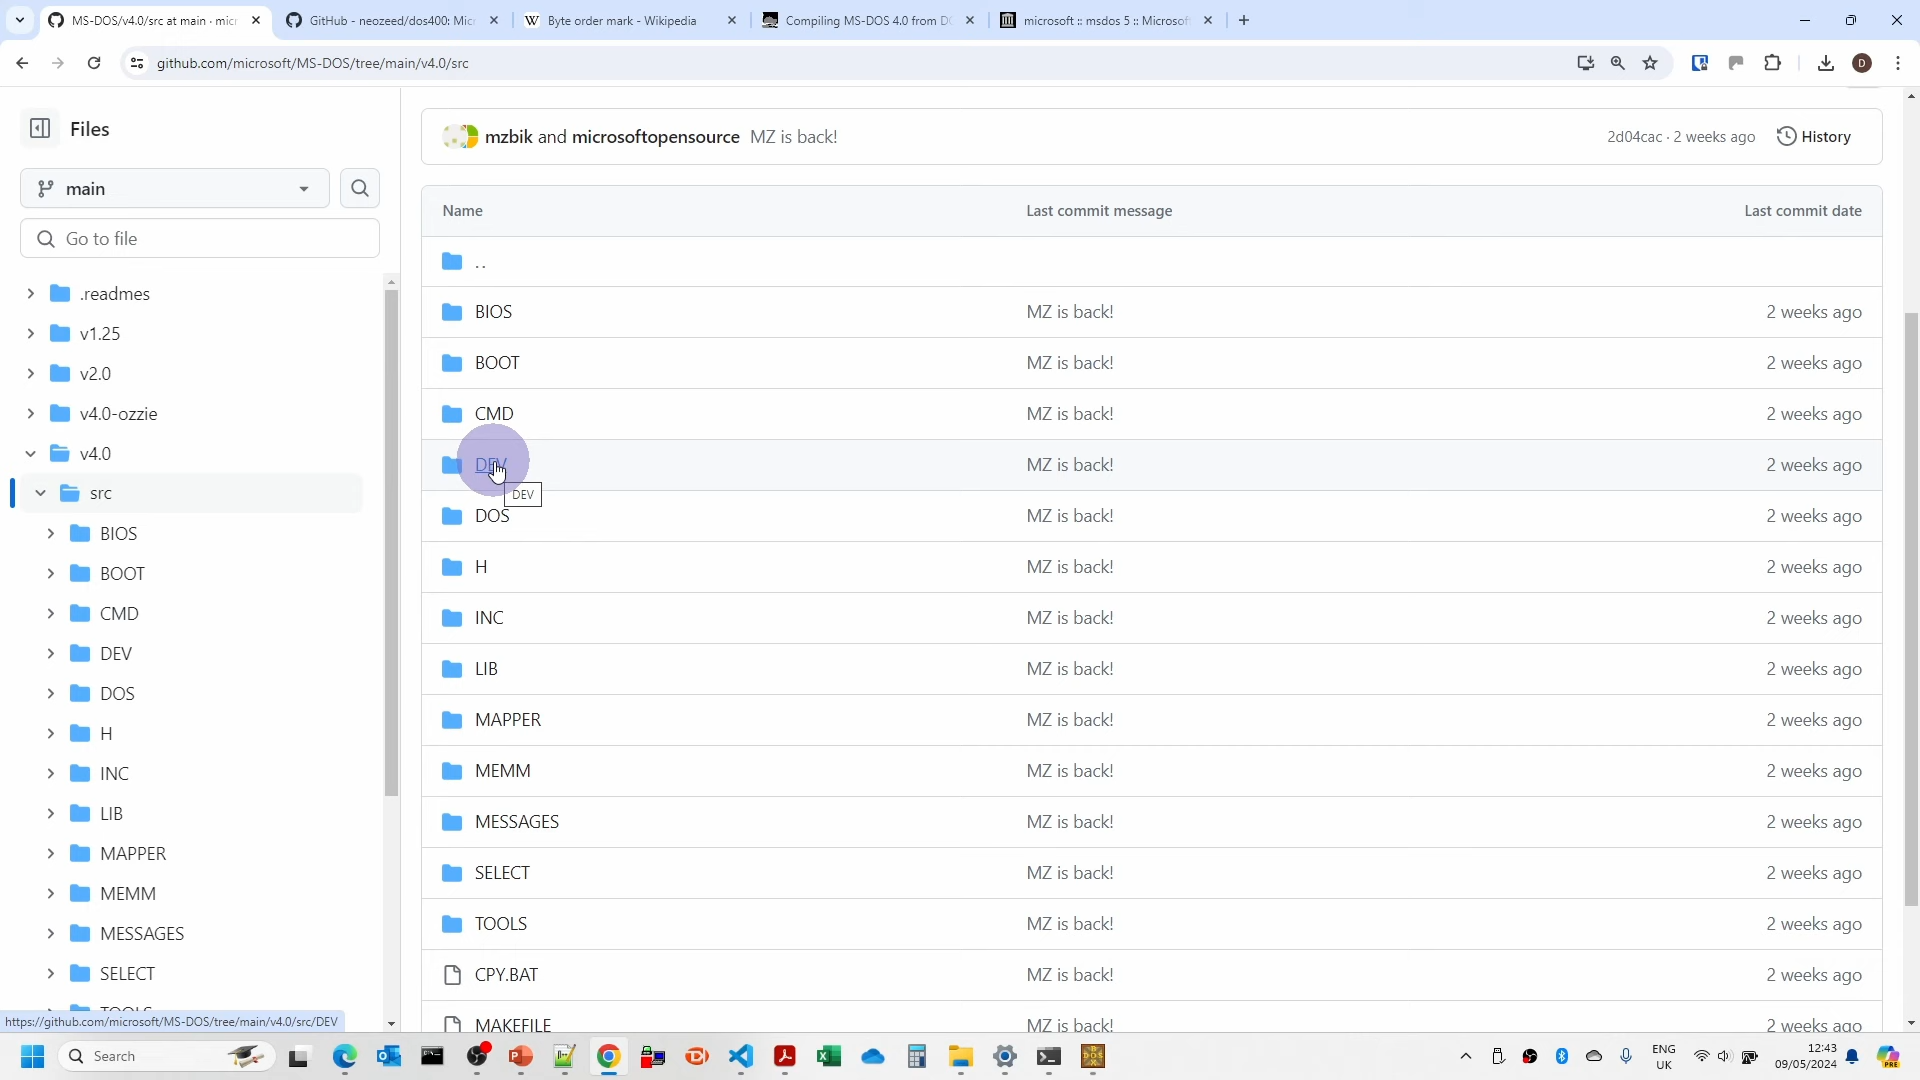 MS-DOS/v4.0/src at main · micr
GitHub - neozeed/dos400: Mic
Byte order mark - Wikipedia
Compiling MS-DOS 4.0 from D
microsoft :: msdos 5 :: Microsof
github.com/microsoft/MS-DOS/tree/main/v4.0/src
D
Files
main
Go to file
.readmes
v1.25
v2.0
v4.0-ozzie
v4.0
src
BIOS
BOOT
CMD
DEV
DOS
H
INC
LIB
MAPPER
MEMM
MESSAGES
SELECT
TOOLS
https://github.com/microsoft/MS-DOS/tree/main/v4.0/src/DEV
mzbik and microsoftopensource MZ is back!
2d04cac · 2 weeks ago
History
Name Last commit message Last commit date
..
BIOS MZ is back! 2 weeks ago
BOOT MZ is back! 2 weeks ago
CMD MZ is back! 2 weeks ago
DEV MZ is back! 2 weeks ago
DEV
DOS MZ is back! 2 weeks ago
H MZ is back! 2 weeks ago
INC MZ is back! 2 weeks ago
LIB MZ is back! 2 weeks ago
MAPPER MZ is back! 2 weeks ago
MEMM MZ is back! 2 weeks ago
MESSAGES MZ is back! 2 weeks ago
SELECT MZ is back! 2 weeks ago
TOOLS MZ is back! 2 weeks ago
CPY.BAT MZ is back! 2 weeks ago
MAKEFILE MZ is back! 2 weeks ago
Search
DOS
ENG
UK
12:43
09/05/2024
PRE